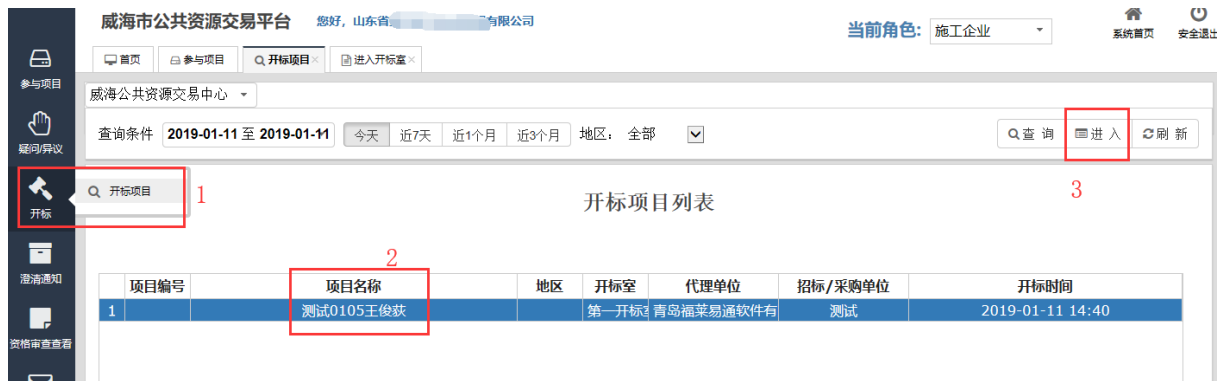 威海市公共资源交易平台 您好，山东省 有限公司
当前角色: 施工企业
系统首页 安全退出
首页 参与项目 开标项目× 进入开标室×
参与项目
威海公共资源交易中心
查询条件 2019-01-11 至 2019-01-11 今天 近7天 近1个月 近3个月 地区： 全部
查 询 进 入 刷 新
疑问/异议
开标项目 1
开标
3
开标项目列表
2
澄清通知
项目编号 项目名称 地区 开标室 代理单位 招标/采购单位 开标时间
1 测试0105王俊荻 第一开标 青岛福莱易通软件有 测试 2019-01-11 14:40
资格审查查看